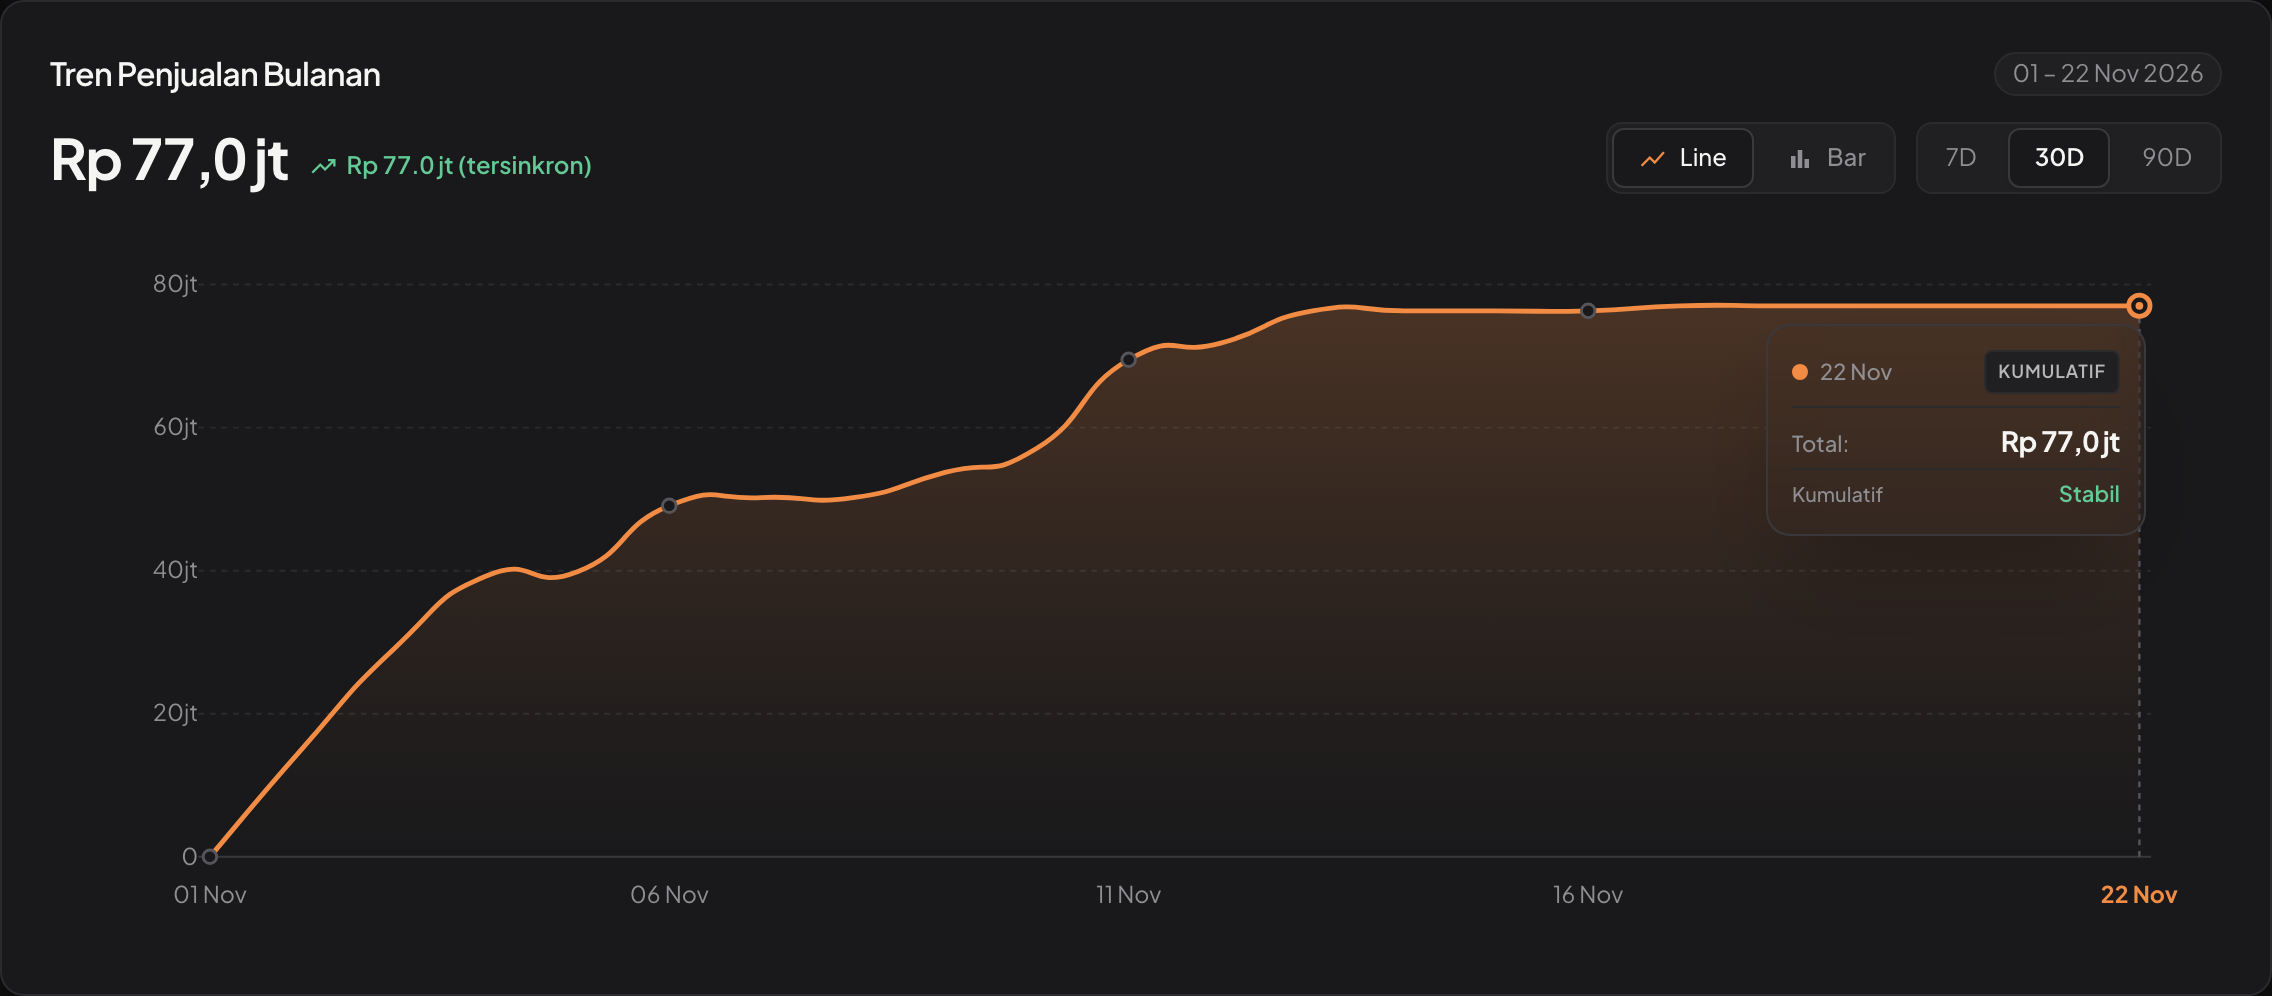 Tren Penjualan Bulanan
01 – 22 Nov 2026
Rp 77,0 jt
Rp 77.0 jt (tersinkron)
Line
Bar
7D
30D
90D
80jt
60jt
40jt
20jt
0
22 Nov
KUMULATIF
Total:
Rp 77,0 jt
Kumulatif
Stabil
01 Nov
06 Nov
11 Nov
16 Nov
22 Nov